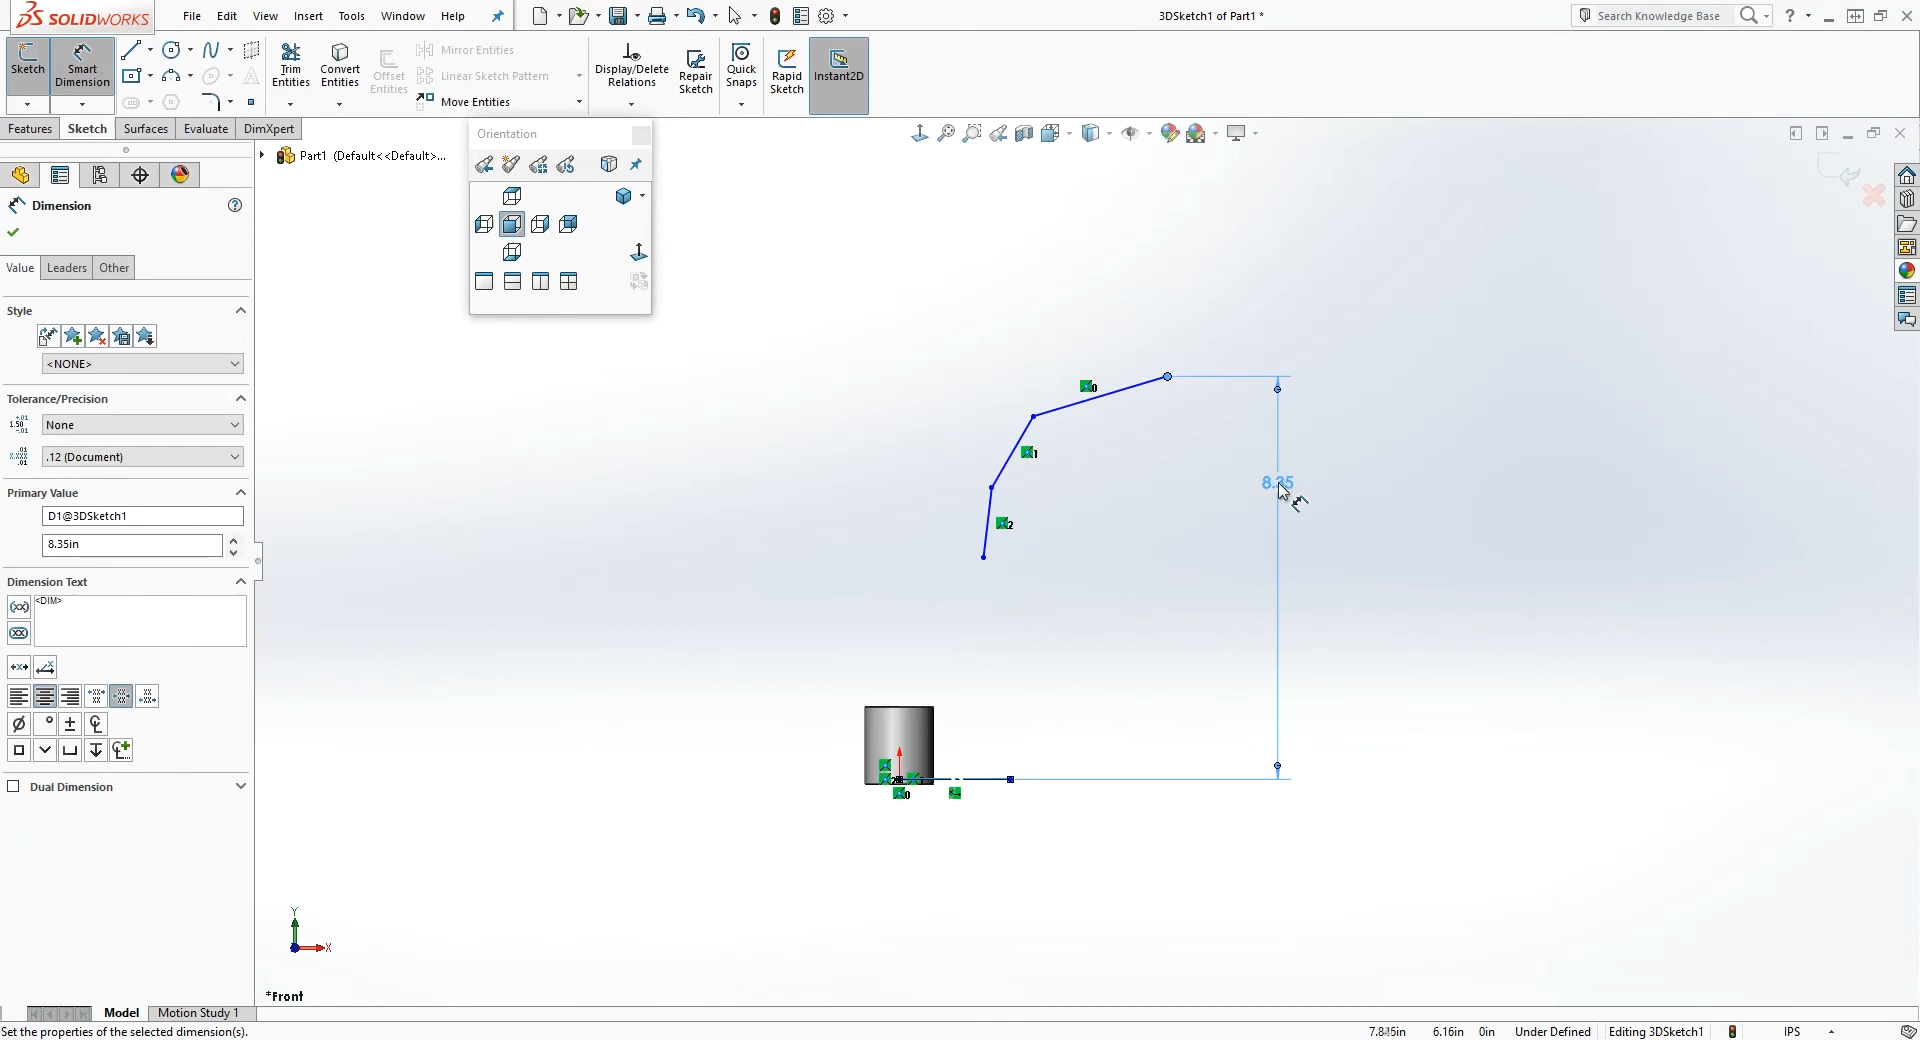 SOLIDWORKS File Edit View Insert Tools Window Help
3DSketch1 of Part1 *
Search Knowledge Base
Sketch
Smart Dimension
Trim Entities
Convert Entities
Offset Entities
Mirror Entities
Linear Sketch Pattern
Move Entities
Display/Delete Relations
Repair Sketch
Quick Snaps
Rapid Sketch
Instant2D
Features Sketch Surfaces Evaluate DimXpert
Orientation
Part1 (Default<<Default>...
Dimension
Value Leaders Other
Style
<NONE>
Tolerance/Precision
None
.12 (Document)
Primary Value
D1@3DSketch1
8.35in
Dimension Text
<DIM>
Dual Dimension
0
1
2
8.35
0
Y
X
*Front
Model Motion Study 1
Set the properties of the selected dimension(s).
6.16in 0in Under Defined Editing 3DSketch1 IPS